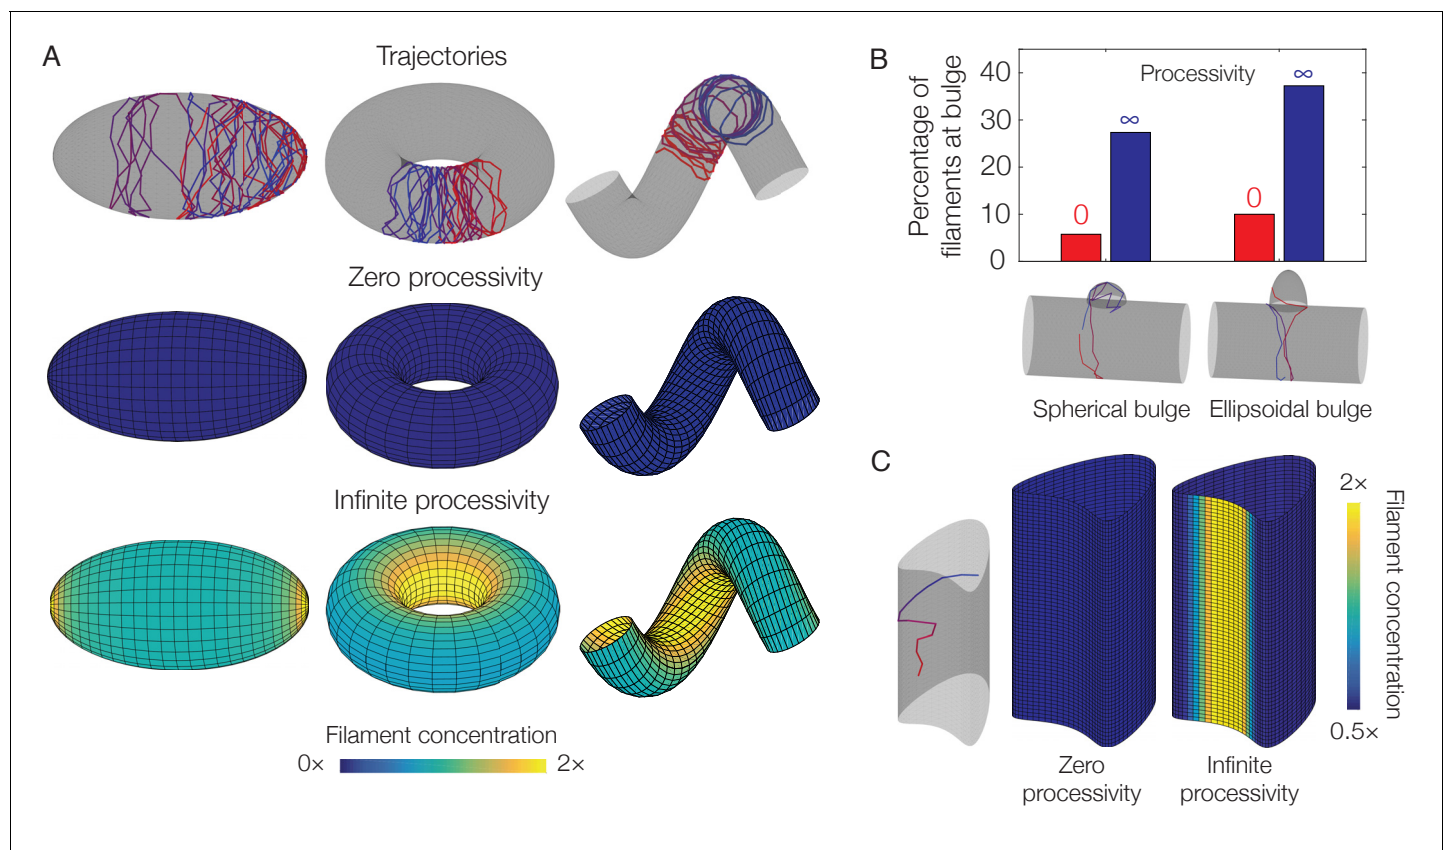 A
Trajectories
Zero processivity
Infinite processivity
Filament concentration
0×
2×
B
Percentage of
filaments at bulge
40
30
20
10
0
Processivity
0
∞
0
∞
Spherical bulge
Ellipsoidal bulge
C
Zero
processivity
Infinite
processivity
2×
0.5×
Filament concentration